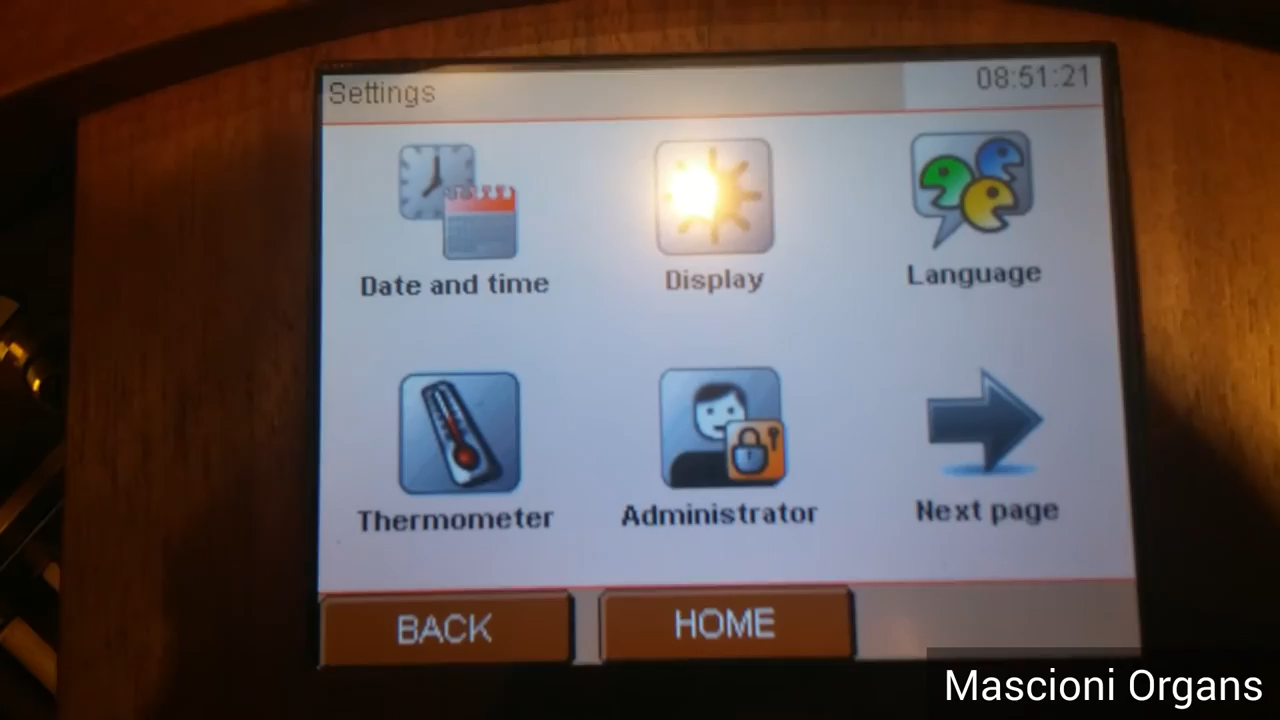 Settings
08:51:21
Date and time
Display
Language
Thermometer
Administrator
Next page
BACK
HOME
Mascioni Organs